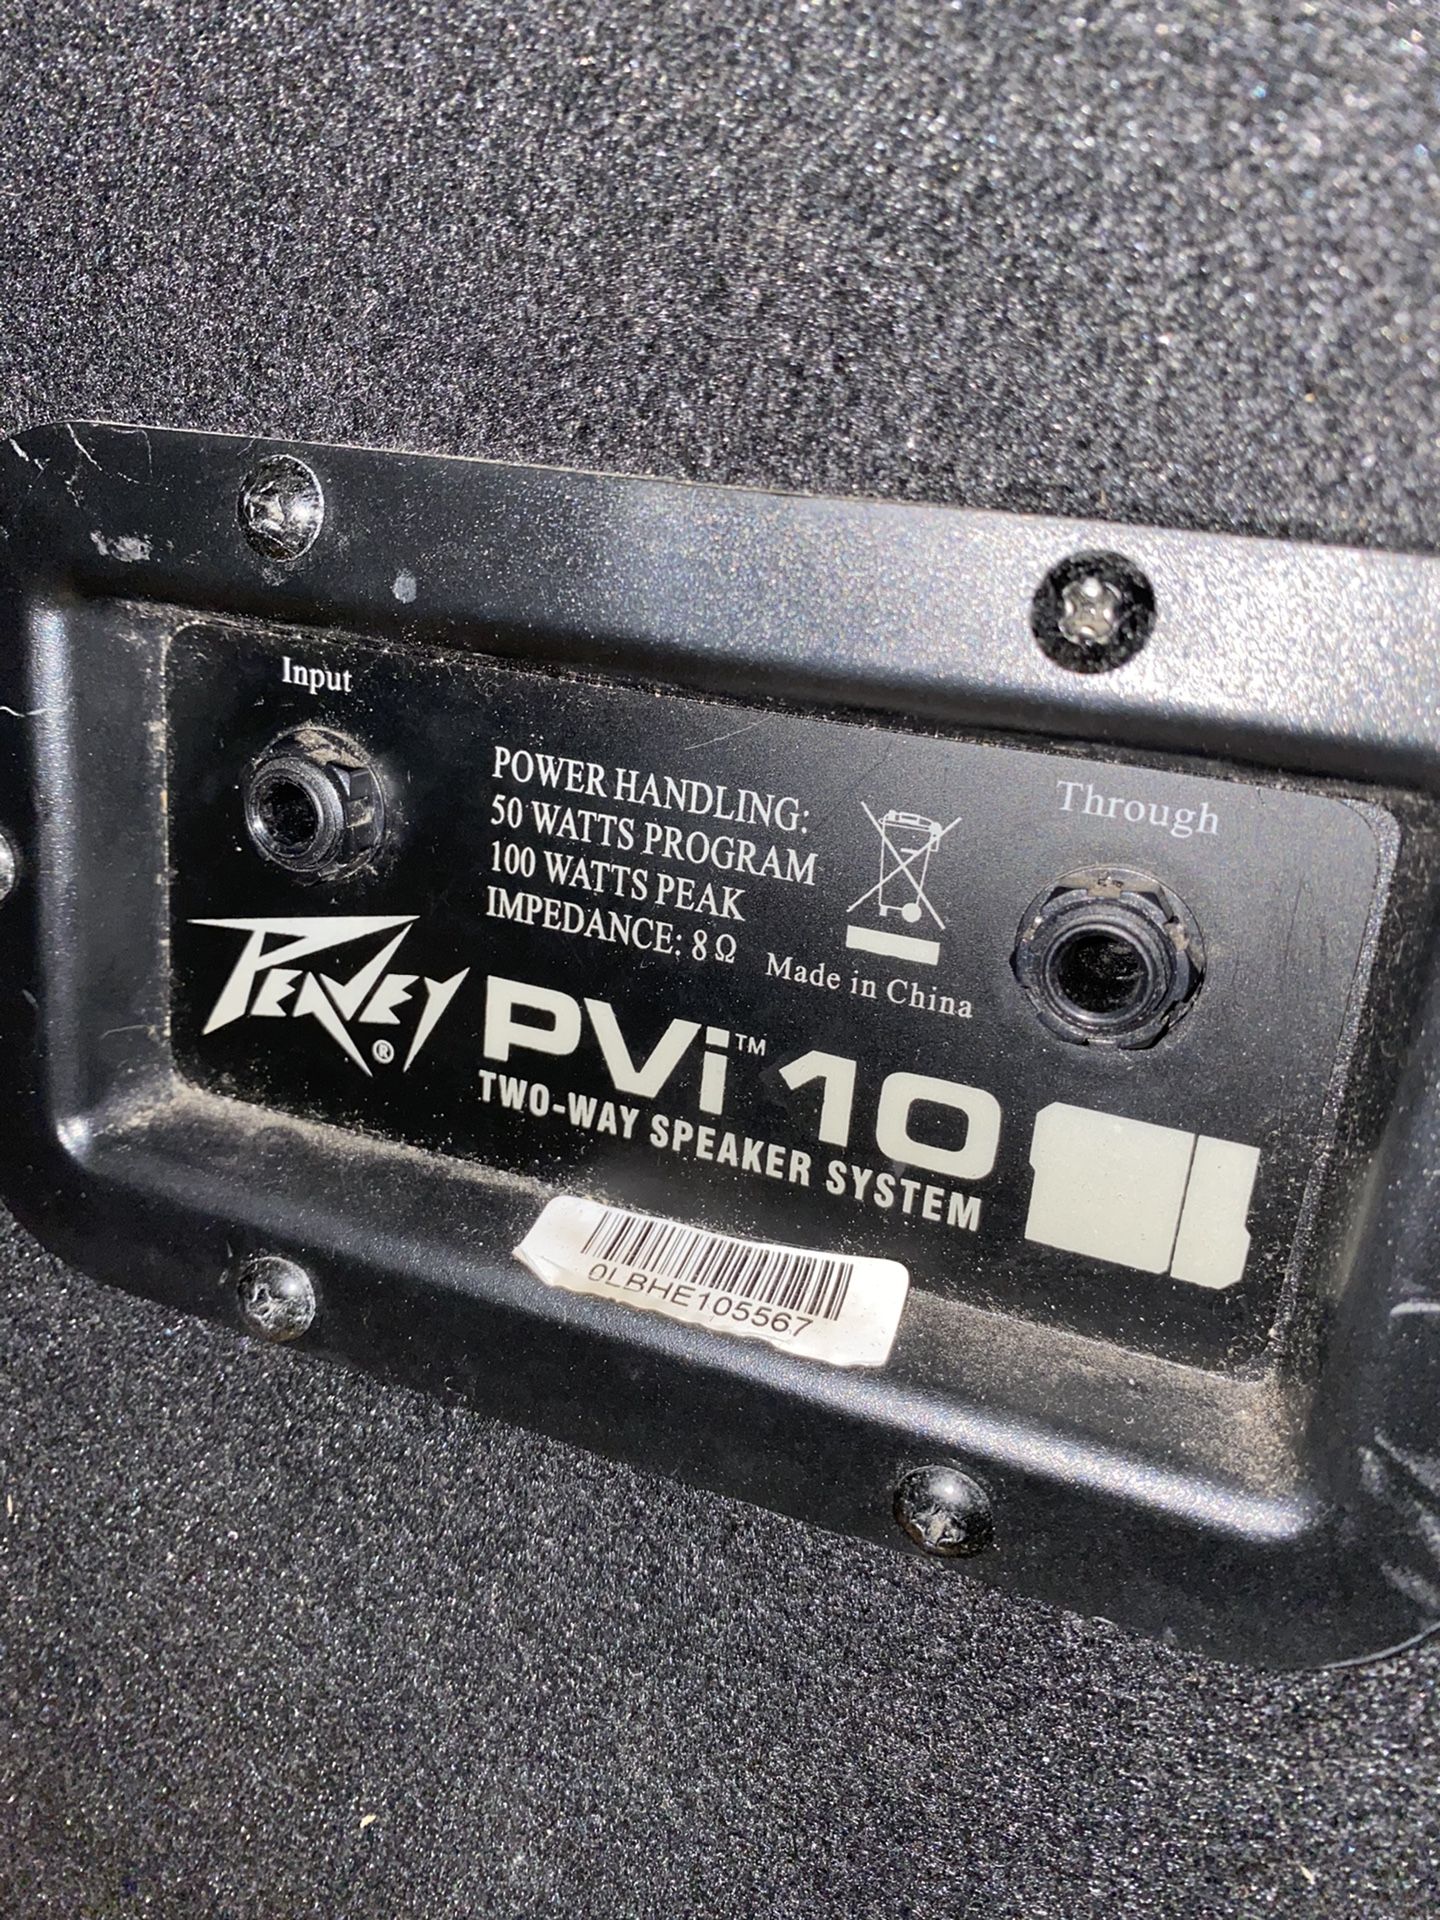 Input
POWER HANDLING:
50 WATTS PROGRAM
100 WATTS PEAK
IMPEDANCE: 8 Ω
Made in China
Through
PEAVEY®
PVi™ 10
TWO-WAY SPEAKER SYSTEM
0LBHE105567